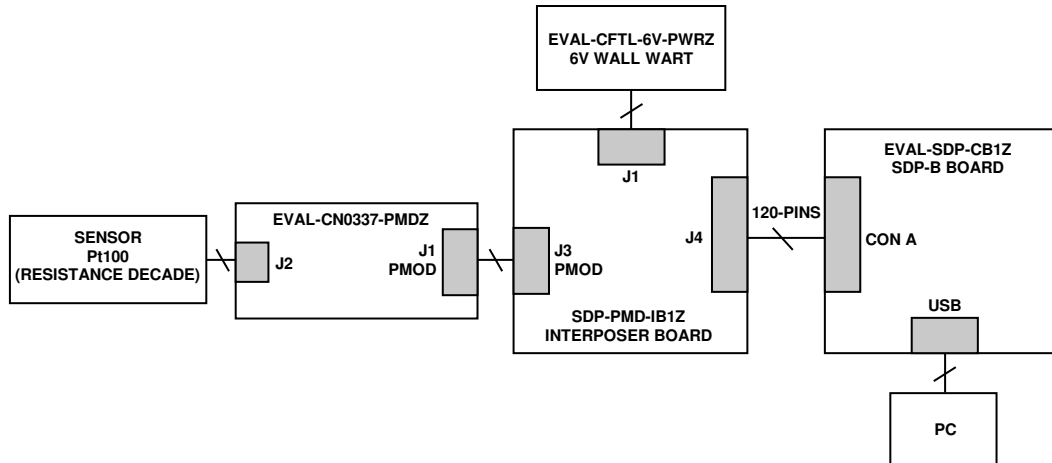 EVAL-CFTL-6V-PWRZ
6V WALL WART
J1
EVAL-SDP-CB1Z
SDP-B BOARD
SENSOR
Pt100
(RESISTANCE DECADE)
J2
EVAL-CN0337-PMDZ
J1
PMOD
J3
PMOD
J4
SDP-PMD-IB1Z
INTERPOSER BOARD
120-PINS
CON A
USB
PC